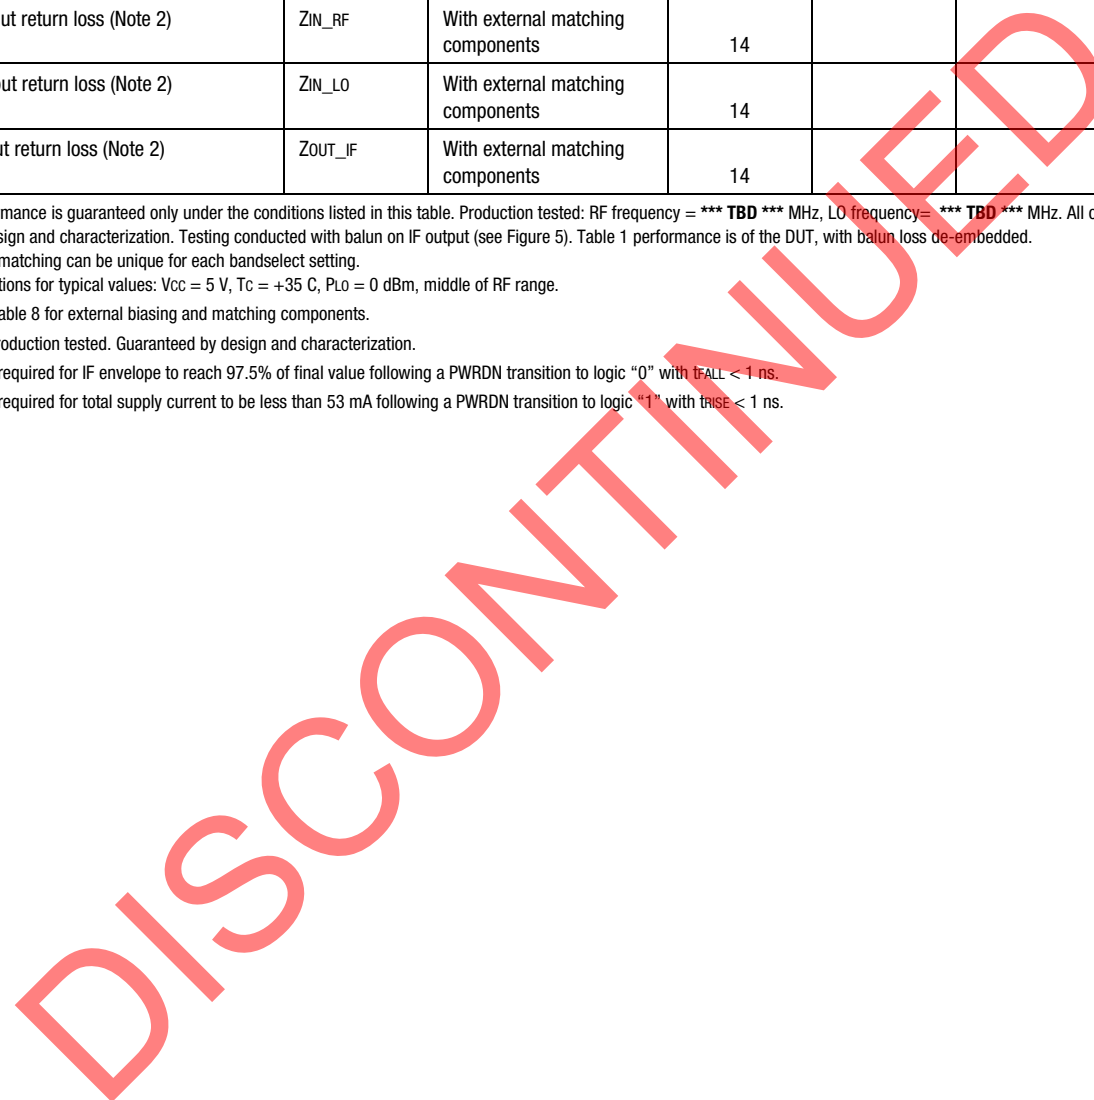 ut return loss (Note 2) ZIN_RF With external matching
components 14
out return loss (Note 2) ZIN_LO With external matching
components 14
ut return loss (Note 2) ZOUT_IF With external matching
components 14
mance is guaranteed only under the conditions listed in this table. Production tested: RF frequency = *** TBD *** MHz, LO frequency= *** TBD *** MHz. All o
sign and characterization. Testing conducted with balun on IF output (see Figure 5). Table 1 performance is of the DUT, with balun loss de-embedded.
matching can be unique for each bandselect setting.
tions for typical values: VCC = 5 V, TC = +35 C, PLO = 0 dBm, middle of RF range.
able 8 for external biasing and matching components.
roduction tested. Guaranteed by design and characterization.
required for IF envelope to reach 97.5% of final value following a PWRDN transition to logic “0” with tFALL < 1 ns.
required for total supply current to be less than 53 mA following a PWRDN transition to logic “1” with tRISE < 1 ns.
DISCONTINUED